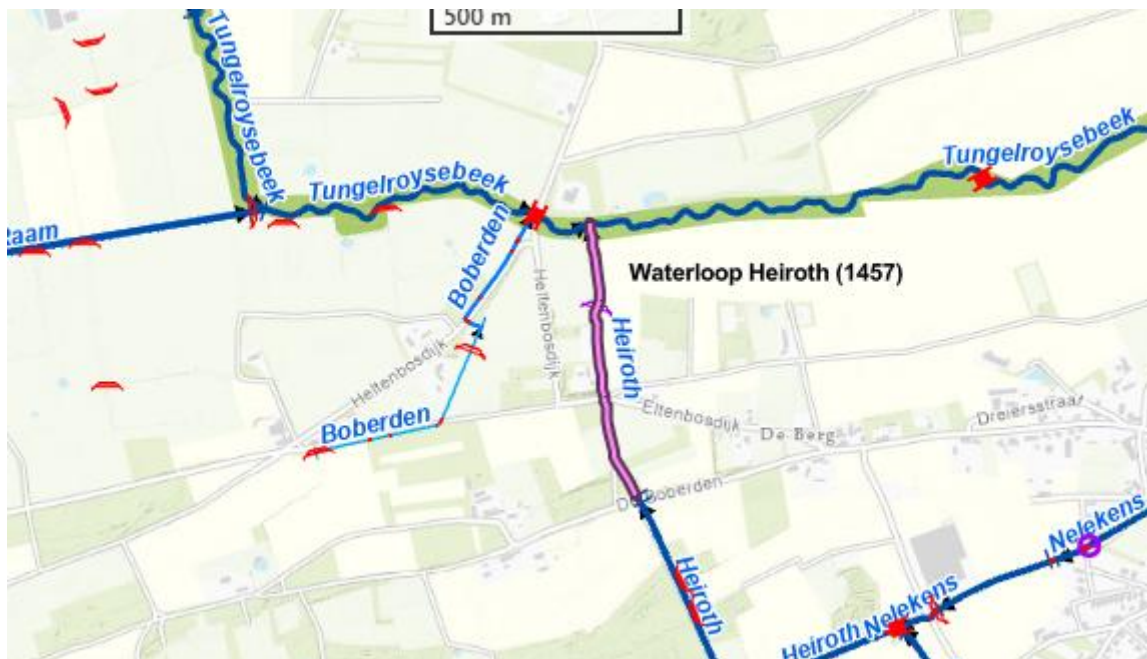 500 m
Tungelroysebeek
Tungelroysebeek
Tungelroysebeek
Raam
Boberden
Waterloop Heiroth (1457)
Heltenbosdijk
Heiroth
Heltenbosdijk
Boberden
Eltenbosdijk
De Berg
Dreiersstraat
De Boberden
Nelekens
Heiroth
Nelekens
Heiroth